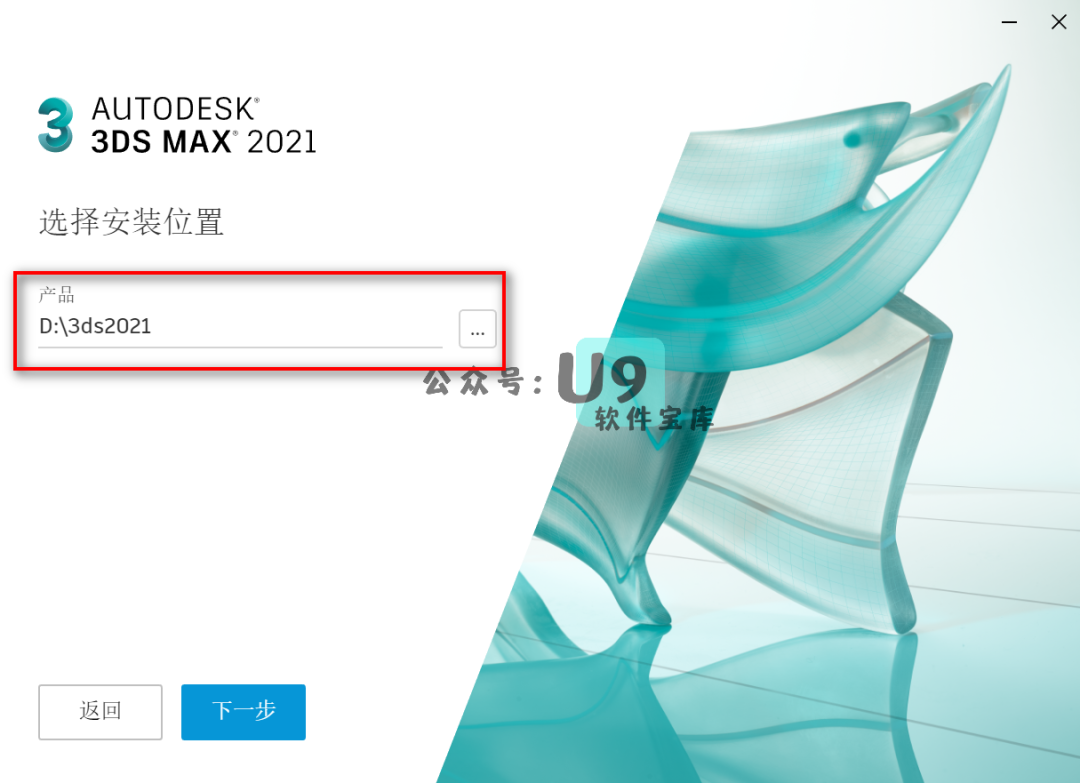 AUTODESK®
3DS MAX® 2021
选择安装位置
产品
D:\3ds2021
...
公众号：U9
软件宝库
返回
下一步